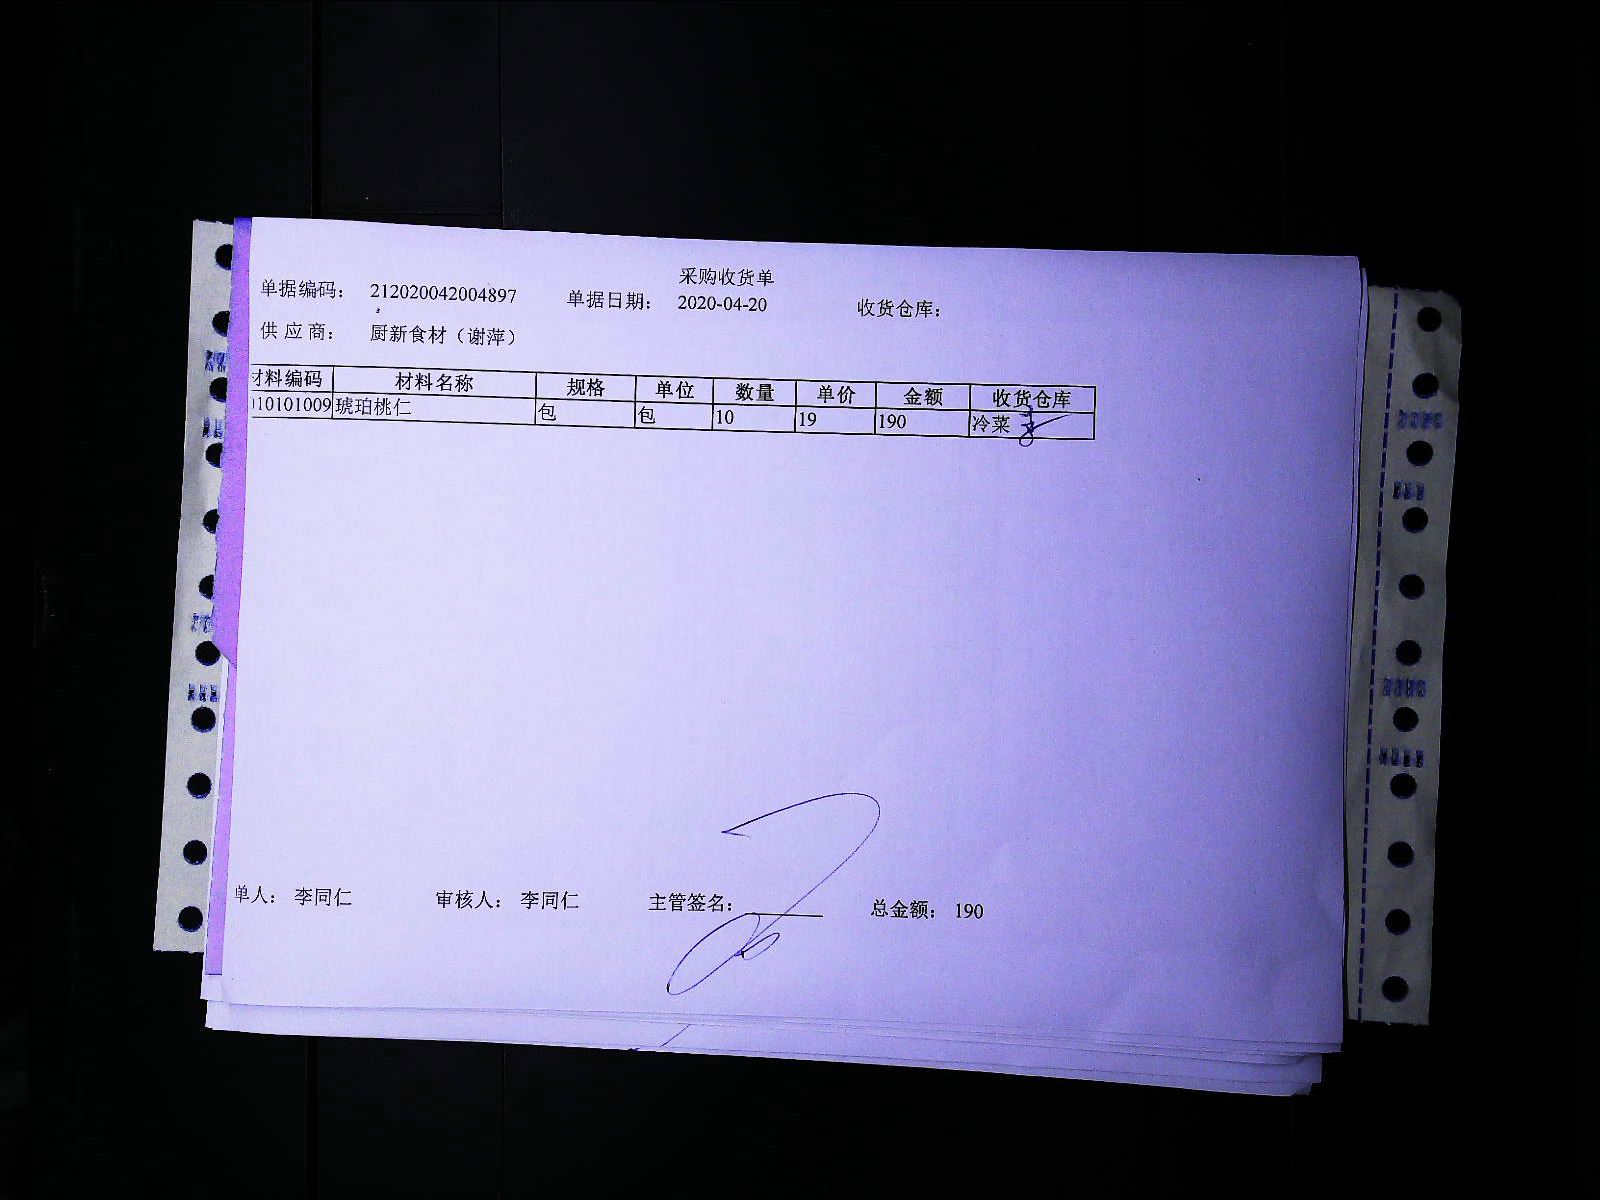 采购收货单
单据编码： 212020042004897 单据日期： 2020-04-20 收货仓库：
供 应 商： 厨新食材（谢萍）
材料编码 材料名称 规格 单位 数量 单价 金额 收货仓库
10101009 琥珀桃仁 包 包 10 19 190 冷菜
单人： 李同仁 审核人： 李同仁 主管签名： 总金额： 190